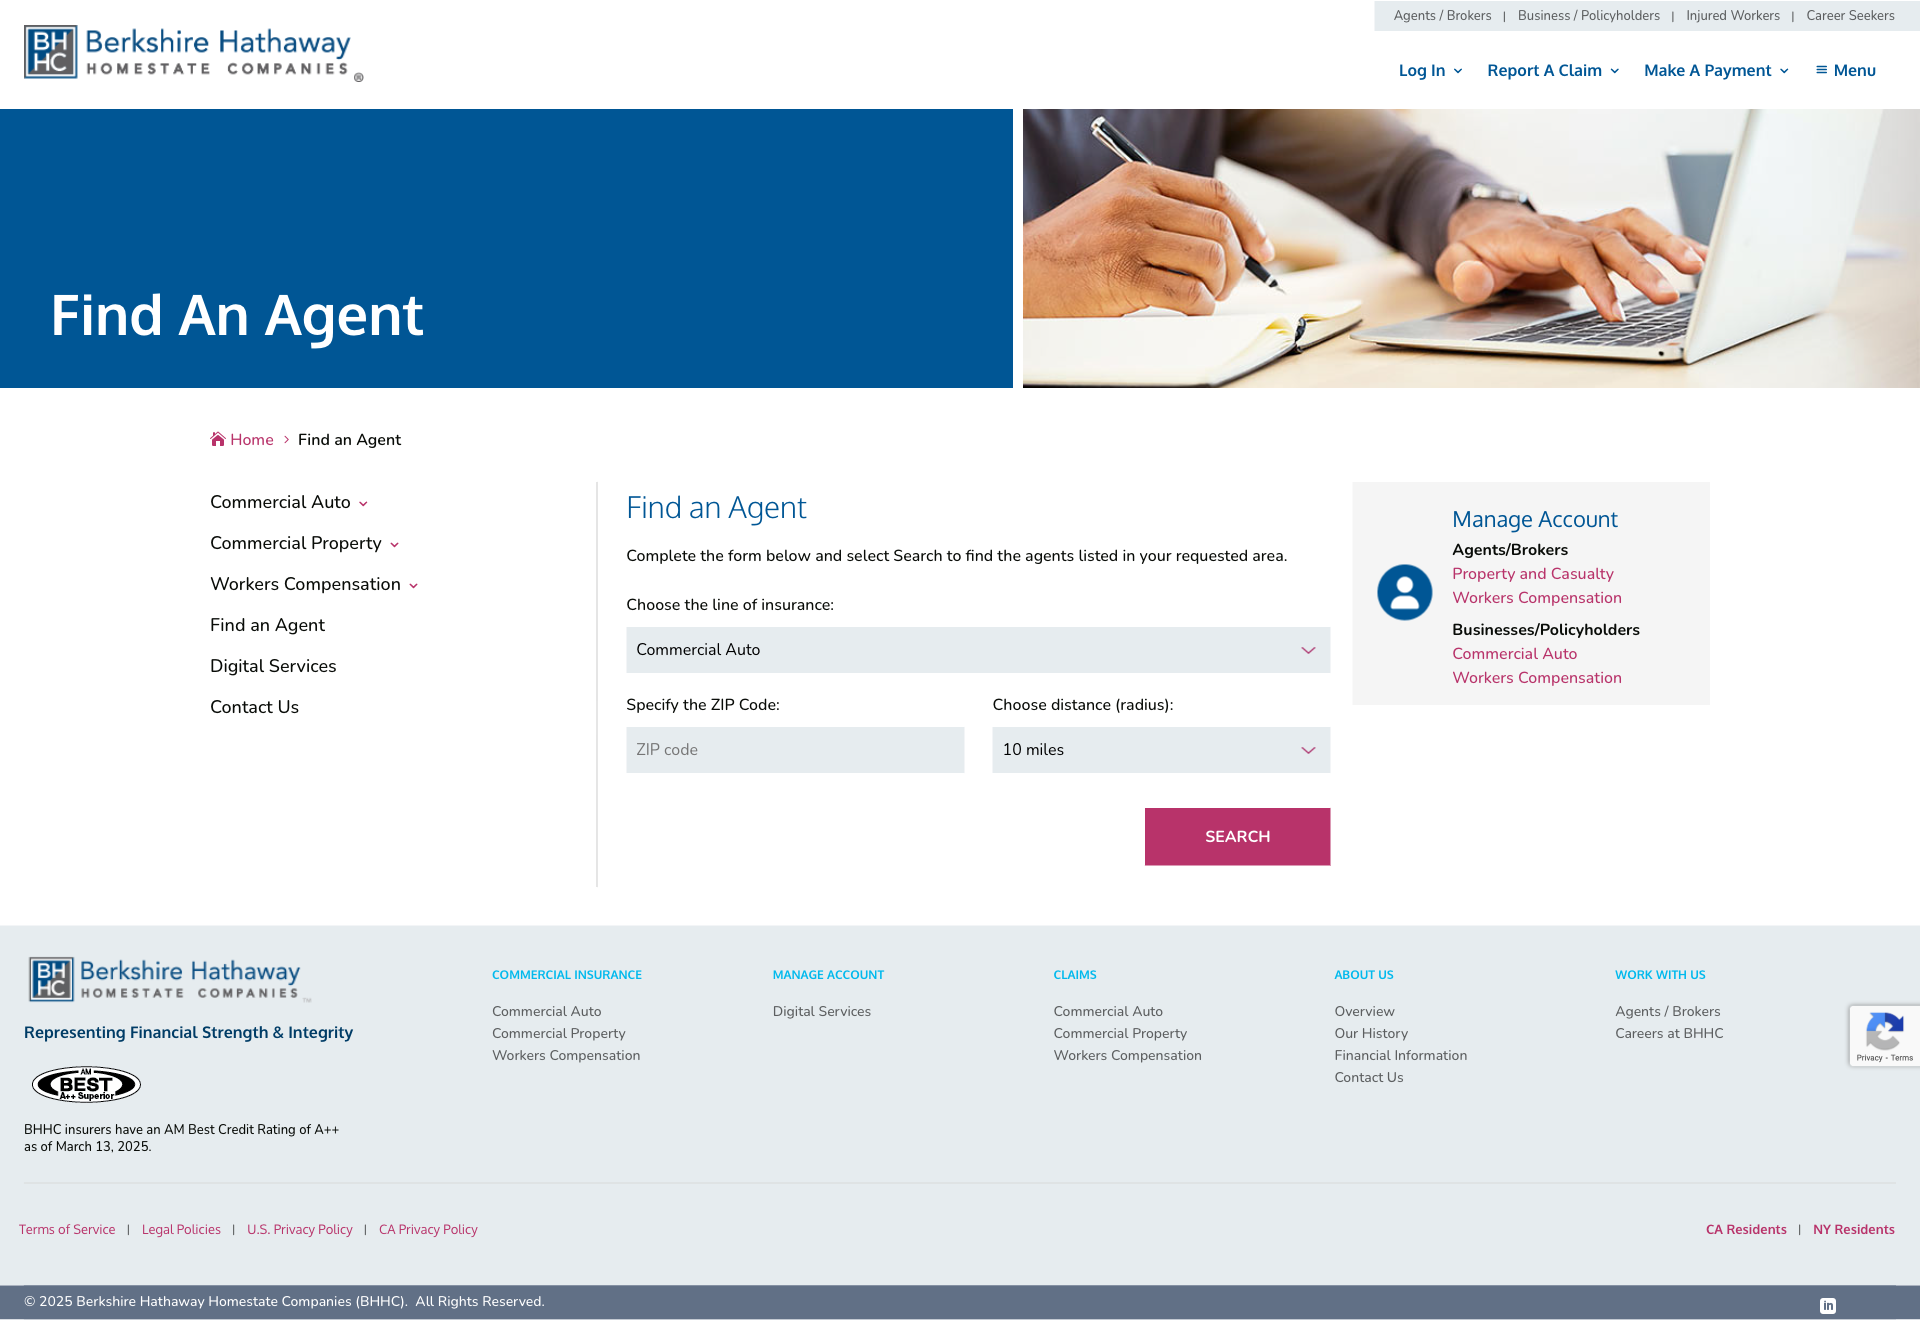 Agents / Brokers | Business / Policyholders | Injured Workers | Career Seekers
BH
HC
Berkshire Hathaway
HOMESTATE COMPANIES®
Log In
Report A Claim
Make A Payment
Menu
Find An Agent
Home
Find an Agent
Commercial Auto
Commercial Property
Workers Compensation
Find an Agent
Digital Services
Contact Us
Find an Agent
Complete the form below and select Search to find the agents listed in your requested area.
Choose the line of insurance:
Commercial Auto
Specify the ZIP Code:
Choose distance (radius):
ZIP code
10 miles
SEARCH
Manage Account
Agents/Brokers
Property and Casualty
Workers Compensation
Businesses/Policyholders
Commercial Auto
Workers Compensation
BH
HC
Berkshire Hathaway
HOMESTATE COMPANIES™
Representing Financial Strength & Integrity
AM
BEST
A++ Superior
BHHC insurers have an AM Best Credit Rating of A++
as of March 13, 2025.
COMMERCIAL INSURANCE
Commercial Auto
Commercial Property
Workers Compensation
MANAGE ACCOUNT
Digital Services
CLAIMS
Commercial Auto
Commercial Property
Workers Compensation
ABOUT US
Overview
Our History
Financial Information
Contact Us
WORK WITH US
Agents / Brokers
Careers at BHHC
Privacy - Terms
Terms of Service | Legal Policies | U.S. Privacy Policy | CA Privacy Policy
CA Residents | NY Residents
© 2025 Berkshire Hathaway Homestate Companies (BHHC). All Rights Reserved.
in